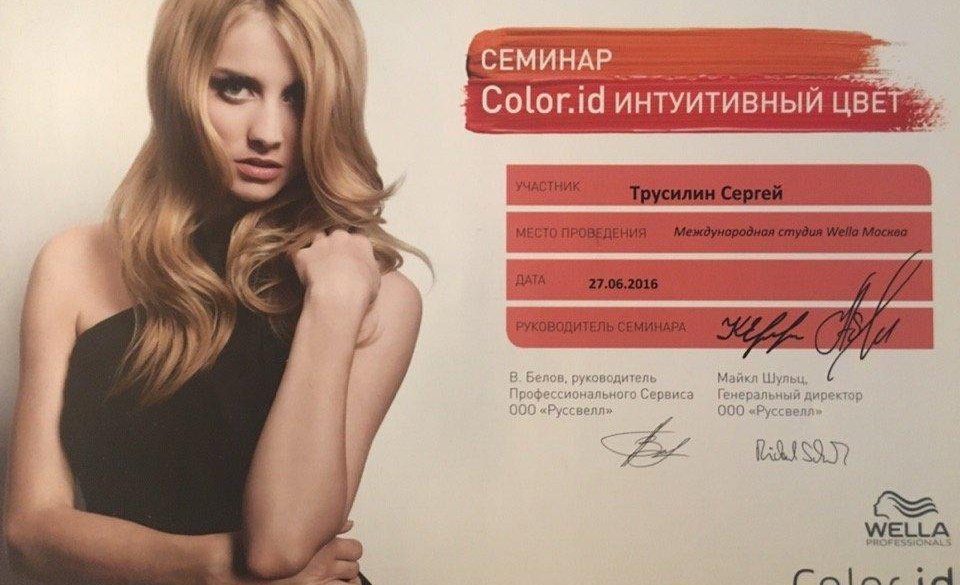 СЕМИНАР
Color.id ИНТУИТИВНЫЙ ЦВЕТ
УЧАСТНИК Трусилин Сергей
МЕСТО ПРОВЕДЕНИЯ Международная студия Wella Москва
ДАТА 27.06.2016
РУКОВОДИТЕЛЬ СЕМИНАРА
В. Белов, руководитель
Профессионального Сервиса
ООО «Руссвелл»
Майкл Шульц,
Генеральный директор
ООО «Руссвелл»
WELLA
PROFESSIONALS
Color.id